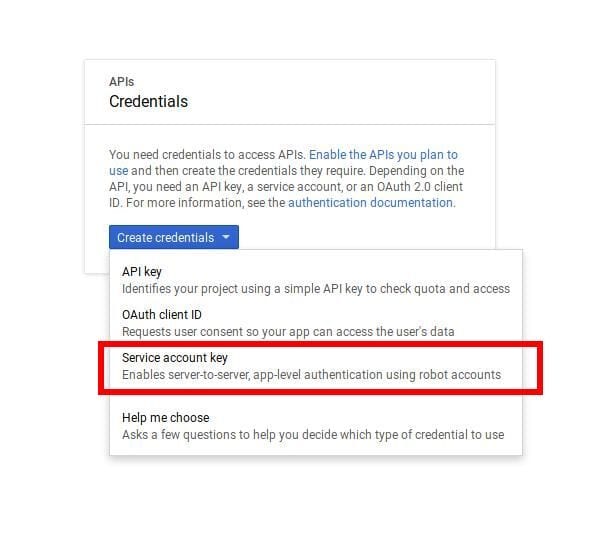 APIs
Credentials
You need credentials to access APIs. Enable the APIs you plan to
use and then create the credentials they require. Depending on the
API, you need an API key, a service account, or an OAuth 2.0 client
ID. For more information, see the authentication documentation.
Create credentials
API key
Identifies your project using a simple API key to check quota and access
OAuth client ID
Requests user consent so your app can access the user's data
Service account key
Enables server-to-server, app-level authentication using robot accounts
Help me choose
Asks a few questions to help you decide which type of credential to use